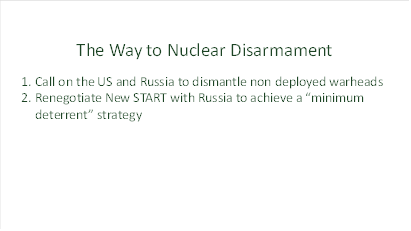 The Way to Nuclear Disarmament
1. Call on the US and Russia to dismantle non deployed warheads
2. Renegotiate New START with Russia to achieve a “minimum
deterrent” strategy